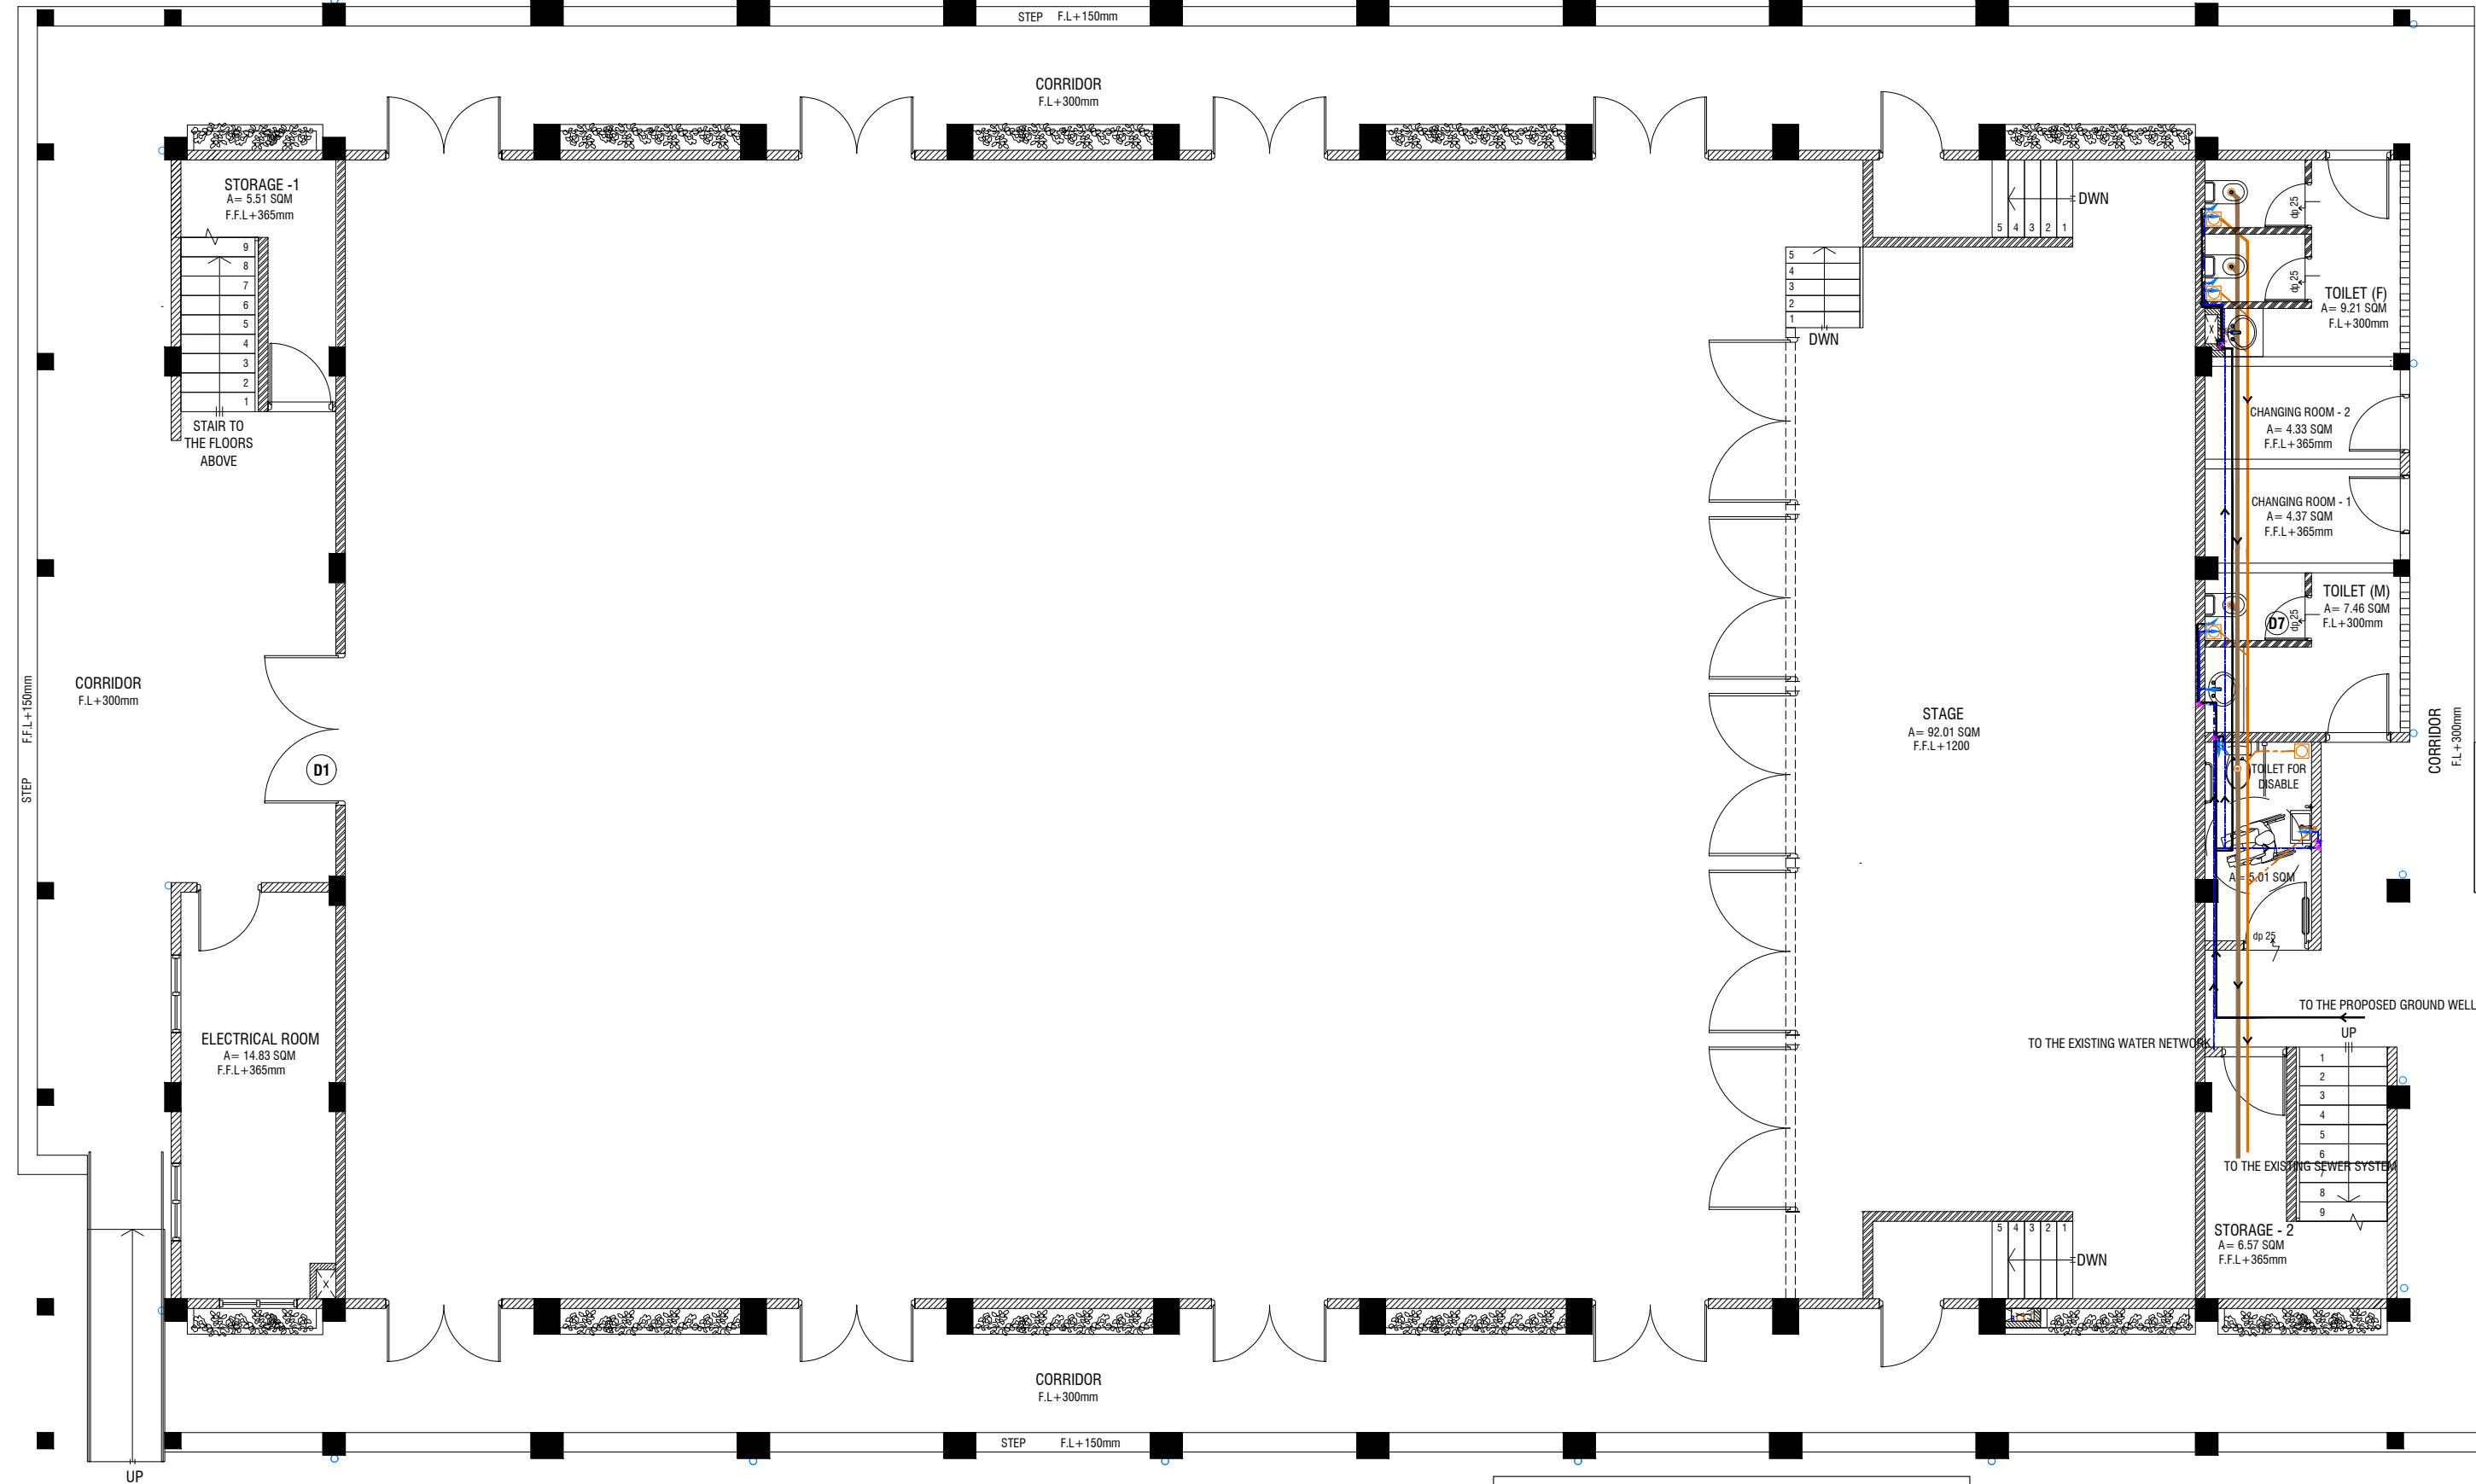 STEP F.L+150mm
CORRIDOR
F.L+300mm
STORAGE -1
A= 5.51 SQM
F.F.L+365mm
9
8
7
6
5
4
3
2
1
STAIR TO
THE FLOORS
ABOVE
DWN
5 4 3 2 1
5
4
3
2
1
DWN
dp 25
dp 25
TOILET (F)
A= 9.21 SQM
F.L+300mm
X
CHANGING ROOM - 2
A= 4.33 SQM
F.F.L+365mm
CHANGING ROOM - 1
A= 4.37 SQM
F.F.L+365mm
TOILET (M)
A= 7.46 SQM
F.L+300mm
D7
dp 25
CORRIDOR
F.L+300mm
STEP F.F.L+150mm
D1
STAGE
A= 92.01 SQM
F.F.L+1200
CORRIDOR
F.L+300mm
TOILET FOR
DISABLE
A= 5.01 SQM
dp 25
TO THE PROPOSED GROUND WELL
UP
TO THE EXISTING WATER NETWORK
1
2
3
4
5
6
7
8
9
TO THE EXISTING SEWER SYSTEM
ELECTRICAL ROOM
A= 14.83 SQM
F.F.L+365mm
X
STORAGE - 2
A= 6.57 SQM
F.F.L+365mm
5 4 3 2 1
DWN
CORRIDOR
F.L+300mm
STEP F.L+150mm
UP